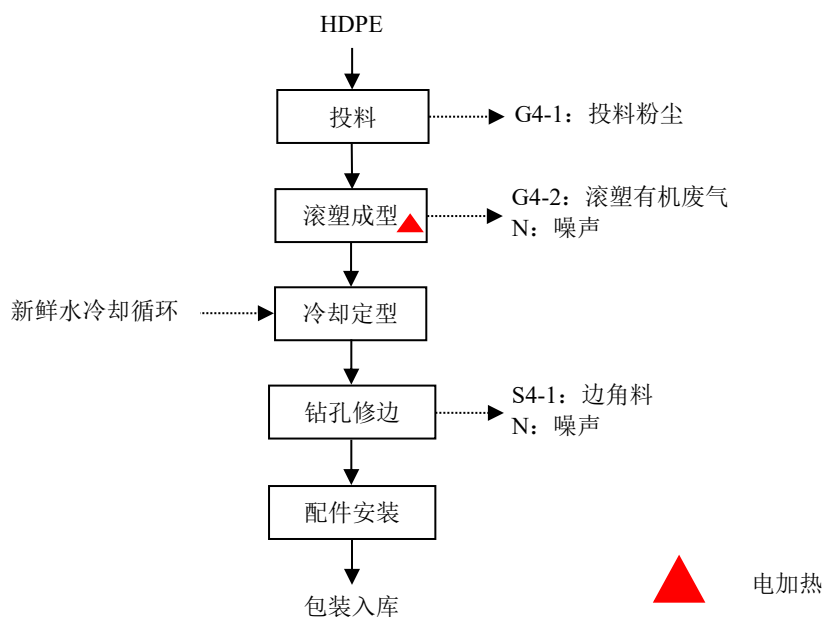 HDPE
投料
G4-1：投料粉尘
滚塑成型
G4-2：滚塑有机废气
N：噪声
新鲜水冷却循环
冷却定型
钻孔修边
S4-1：边角料
N：噪声
配件安装
包装入库
电加热